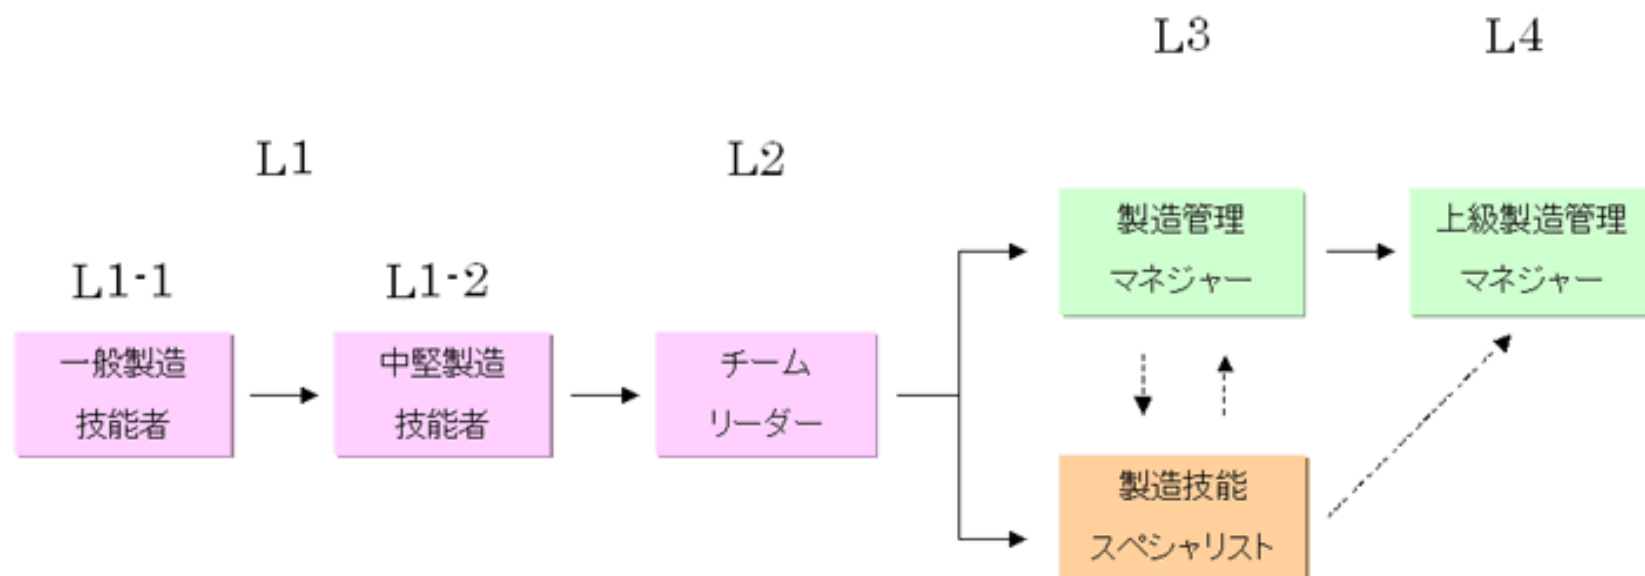 L3
L4
L1
L2
L1-1
L1-2
製造管理
マネジャー
上級製造管理
マネジャー
一般製造
技能者
中堅製造
技能者
チーム
リーダー
製造技能
スペシャリスト